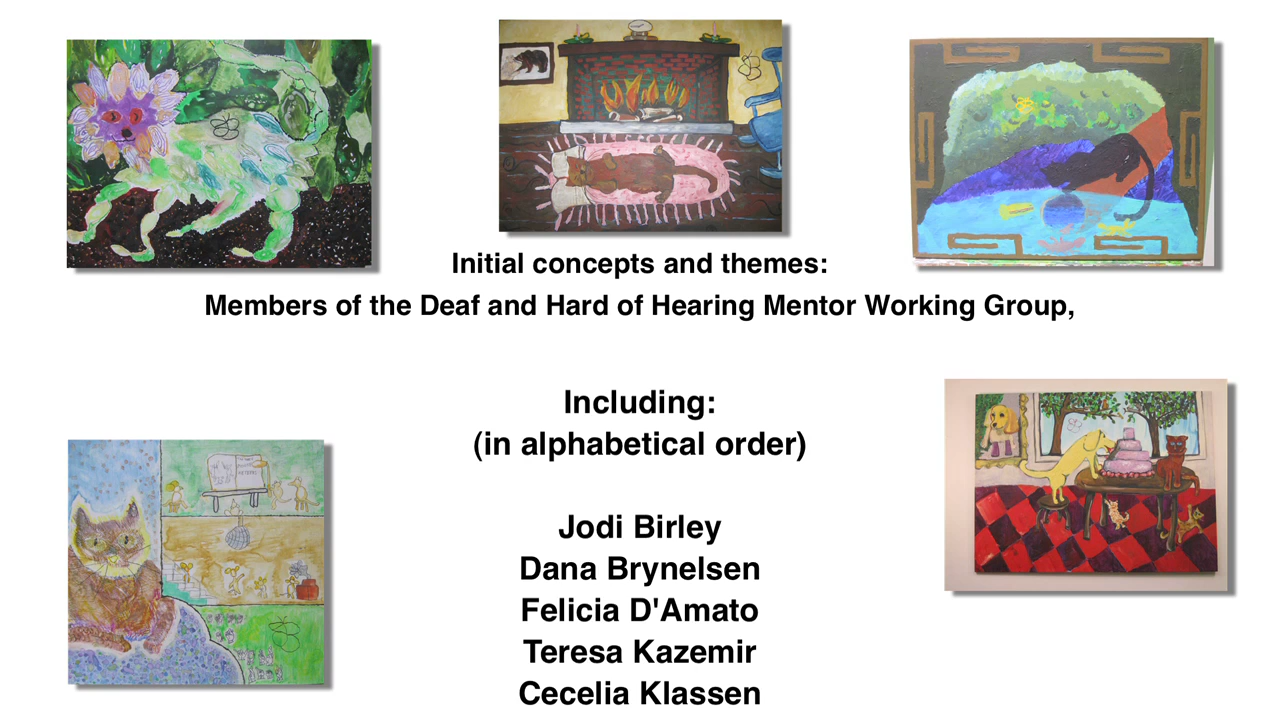 Initial concepts and themes:
Members of the Deaf and Hard of Hearing Mentor Working Group,
Including:
(in alphabetical order)
Jodi Birley
Dana Brynelsen
Felicia D'Amato
Teresa Kazemir
Cecelia Klassen